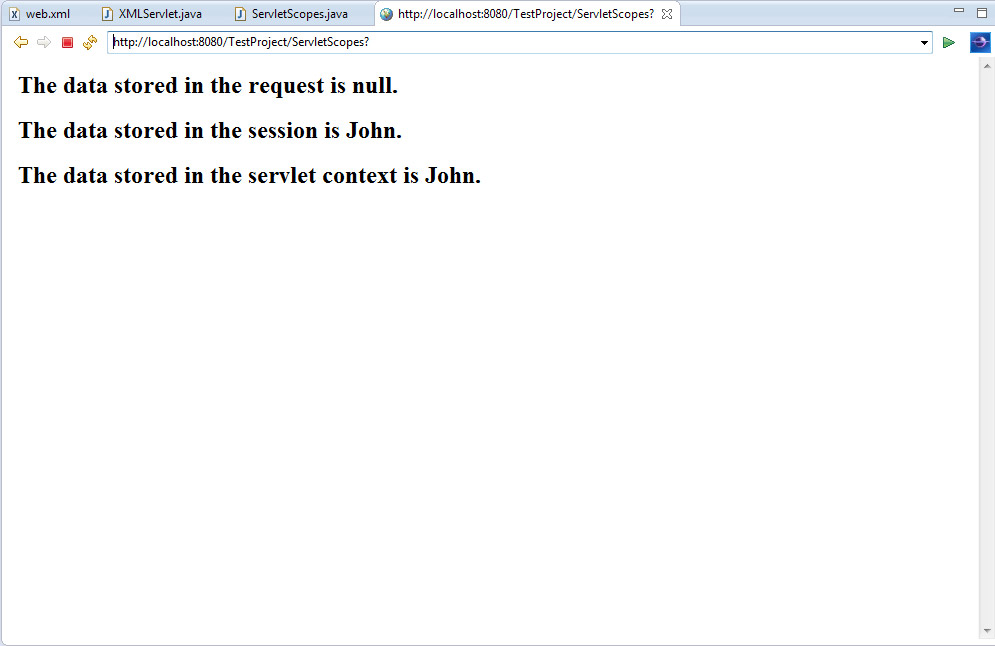 web.xml XMLServlet.java ServletScopes.java http://localhost:8080/TestProject/ServletScopes?
http://localhost:8080/TestProject/ServletScopes?
The data stored in the request is null.
The data stored in the session is John.
The data stored in the servlet context is John.